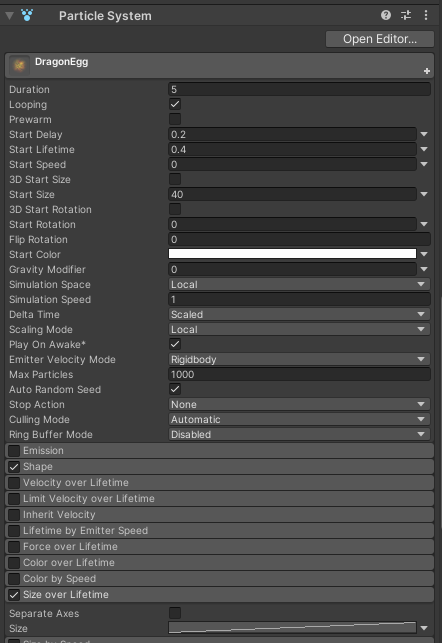 Particle System
Open Editor...
DragonEgg
Duration 5
Looping
Prewarm
Start Delay 0.2
Start Lifetime 0.4
Start Speed 0
3D Start Size
Start Size 40
3D Start Rotation
Start Rotation 0
Flip Rotation 0
Start Color
Gravity Modifier 0
Simulation Space Local
Simulation Speed 1
Delta Time Scaled
Scaling Mode Local
Play On Awake*
Emitter Velocity Mode Rigidbody
Max Particles 1000
Auto Random Seed
Stop Action None
Culling Mode Automatic
Ring Buffer Mode Disabled
Emission
Shape
Velocity over Lifetime
Limit Velocity over Lifetime
Inherit Velocity
Lifetime by Emitter Speed
Force over Lifetime
Color over Lifetime
Color by Speed
Size over Lifetime
Separate Axes
Size
Size by Speed